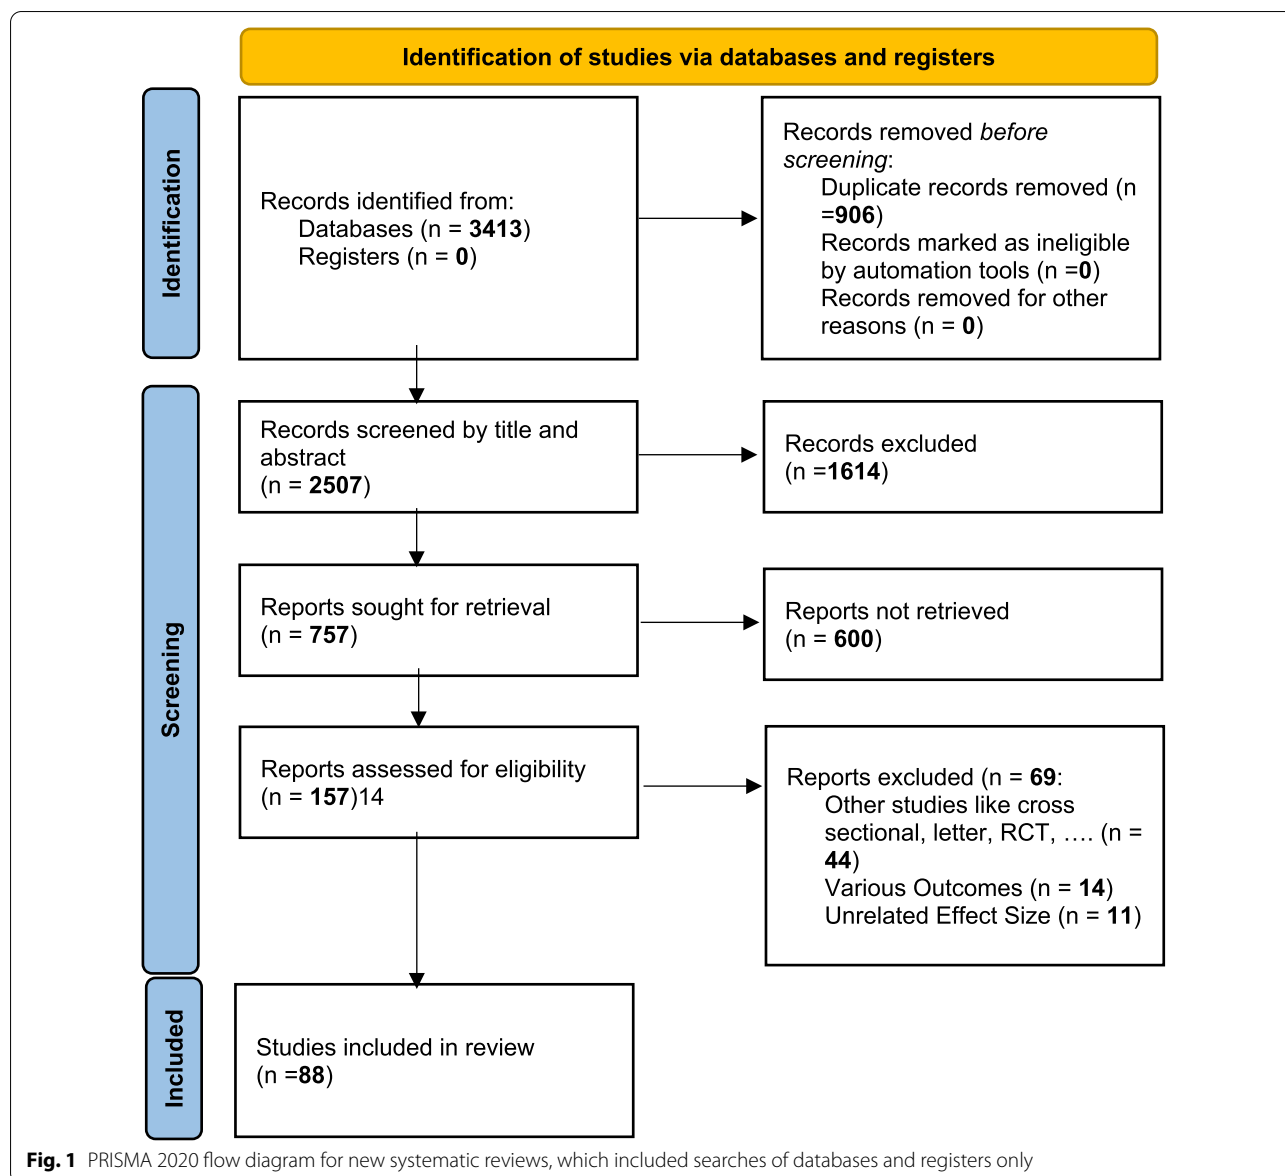 Identification of studies via databases and registers
Identification
Records identified from:
Databases (n = 3413)
Registers (n = 0)
Records removed before
screening:
Duplicate records removed (n
=906)
Records marked as ineligible
by automation tools (n =0)
Records removed for other
reasons (n = 0)
Screening
Records screened by title and
abstract
(n = 2507)
Records excluded
(n =1614)
Reports sought for retrieval
(n = 757)
Reports not retrieved
(n = 600)
Reports assessed for eligibility
(n = 157)14
Reports excluded (n = 69:
Other studies like cross
sectional, letter, RCT, …. (n =
44)
Various Outcomes (n = 14)
Unrelated Effect Size (n = 11)
Included
Studies included in review
(n =88)
Fig. 1 PRISMA 2020 flow diagram for new systematic reviews, which included searches of databases and registers only